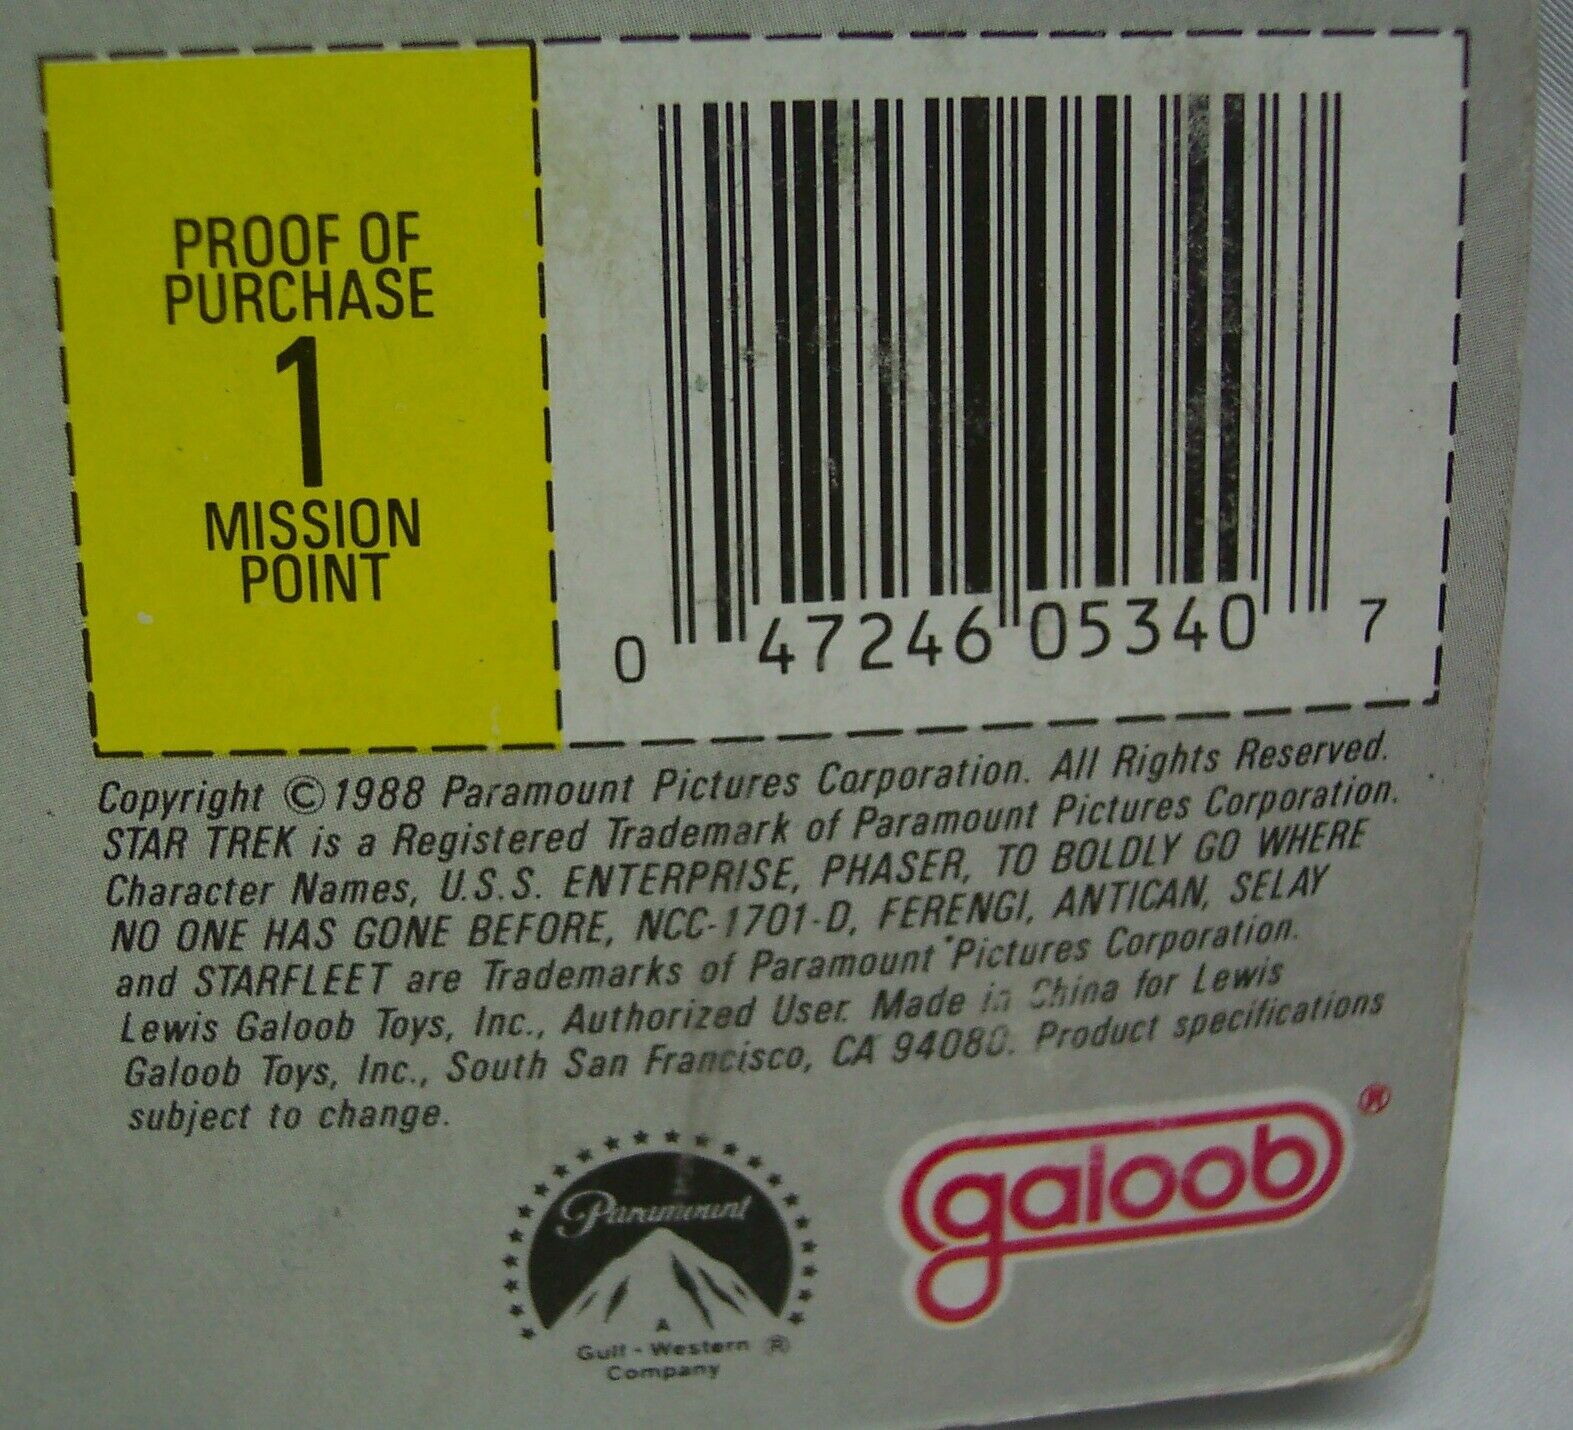 PROOF OF
PURCHASE
1
MISSION
POINT
0 47246 05340 7
Copyright ©1988 Paramount Pictures Corporation. All Rights Reserved.
STAR TREK is a Registered Trademark of Paramount Pictures Corporation.
Character Names, U.S.S. ENTERPRISE, PHASER, TO BOLDLY GO WHERE
NO ONE HAS GONE BEFORE, NCC-1701-D, FERENGI, ANTICAN, SELAY
and STARFLEET are Trademarks of Paramount Pictures Corporation.
Lewis Galoob Toys, Inc., Authorized User. Made in China for Lewis
Galoob Toys, Inc., South San Francisco, CA 94080. Product specifications
subject to change.
Paramount
A
Gulf - Western ®
Company
galoob ®